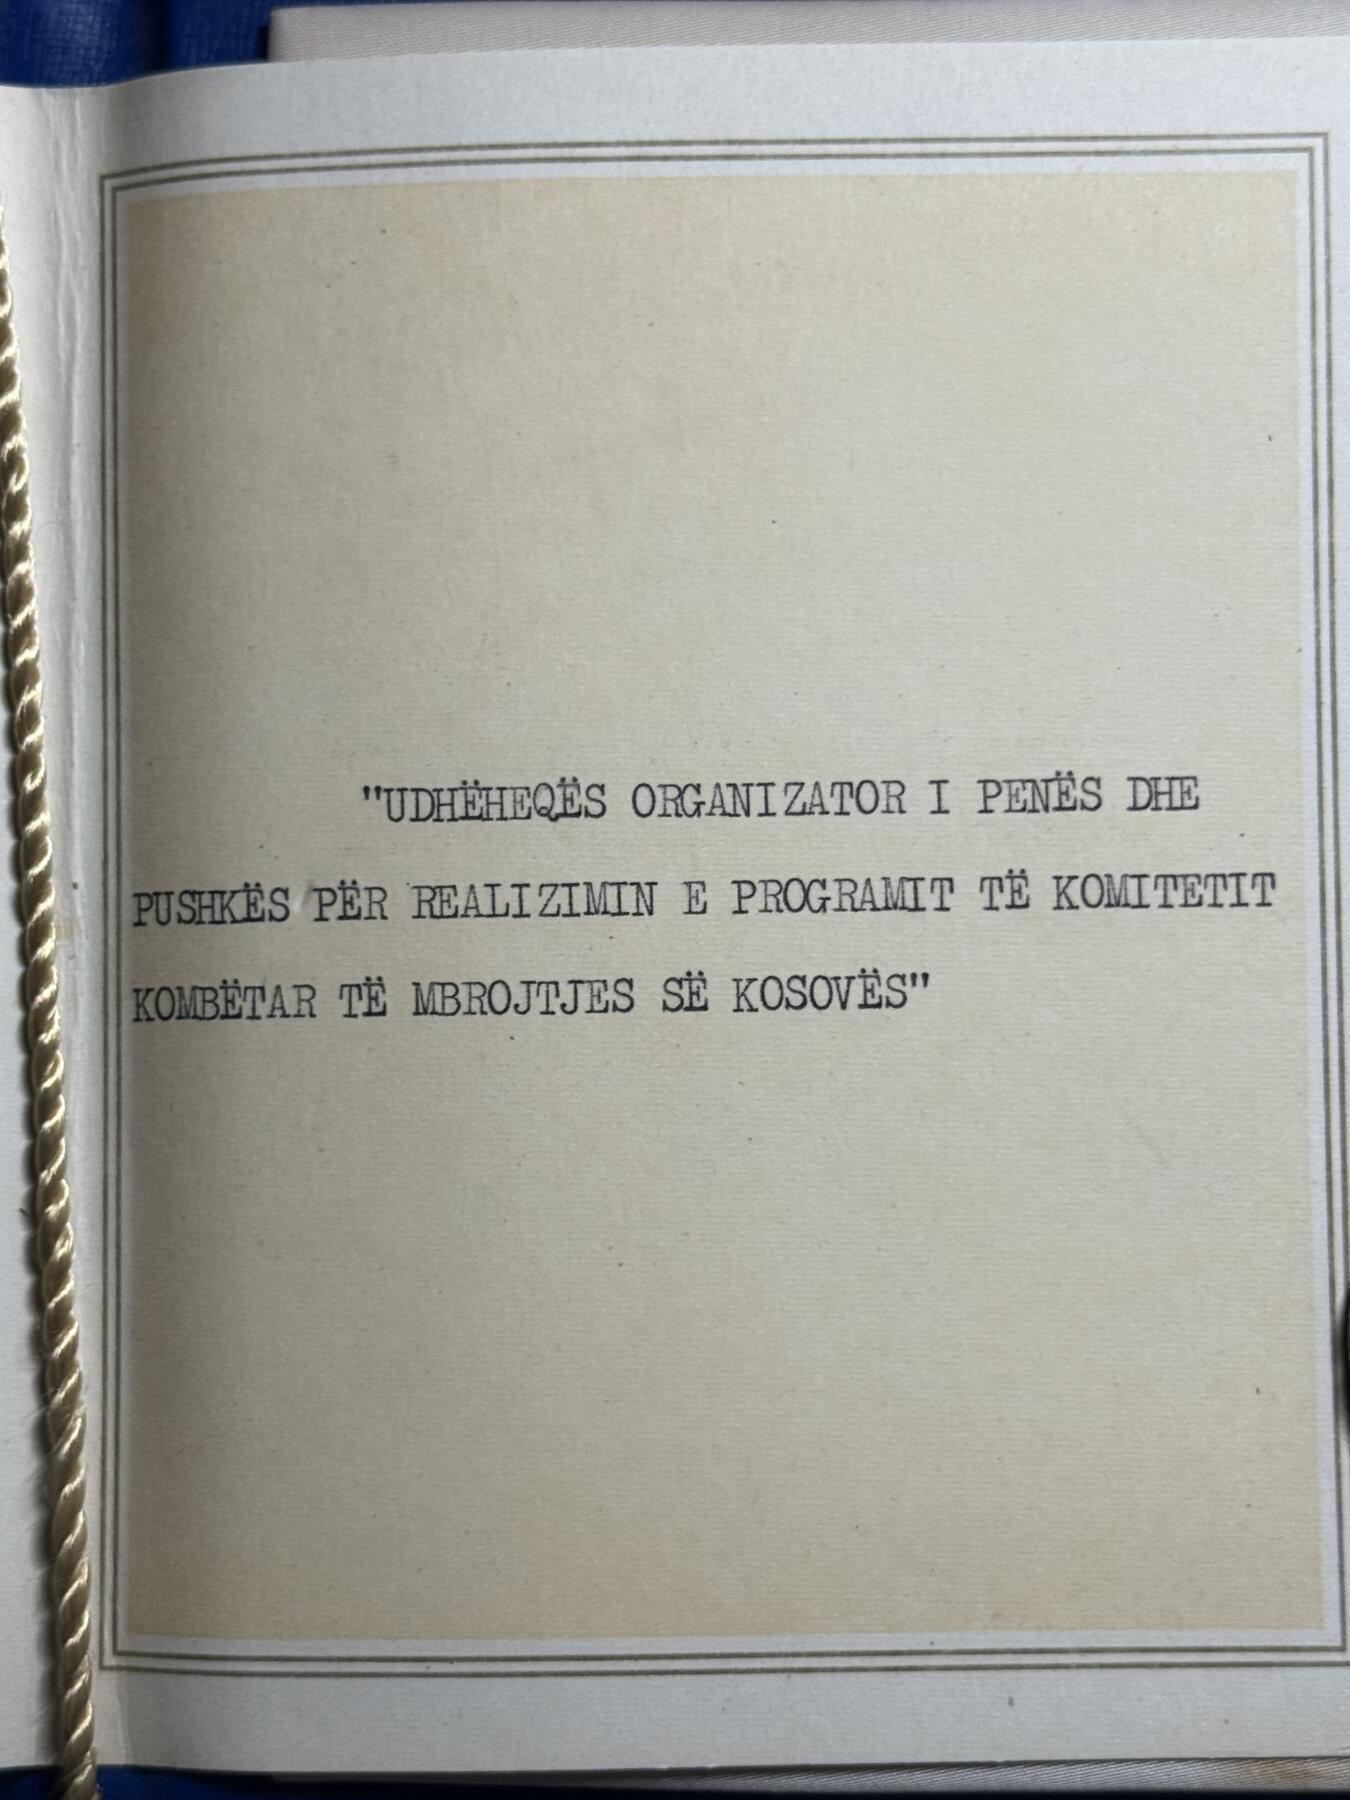 "UDHËHEQËS ORGANIZATOR I PENËS DHE
PUSHKËS PËR REALIZIMIN E PROGRAMIT TË KOMITETIT
KOMBËTAR TË MBROJTJES SË KOSOVËS"